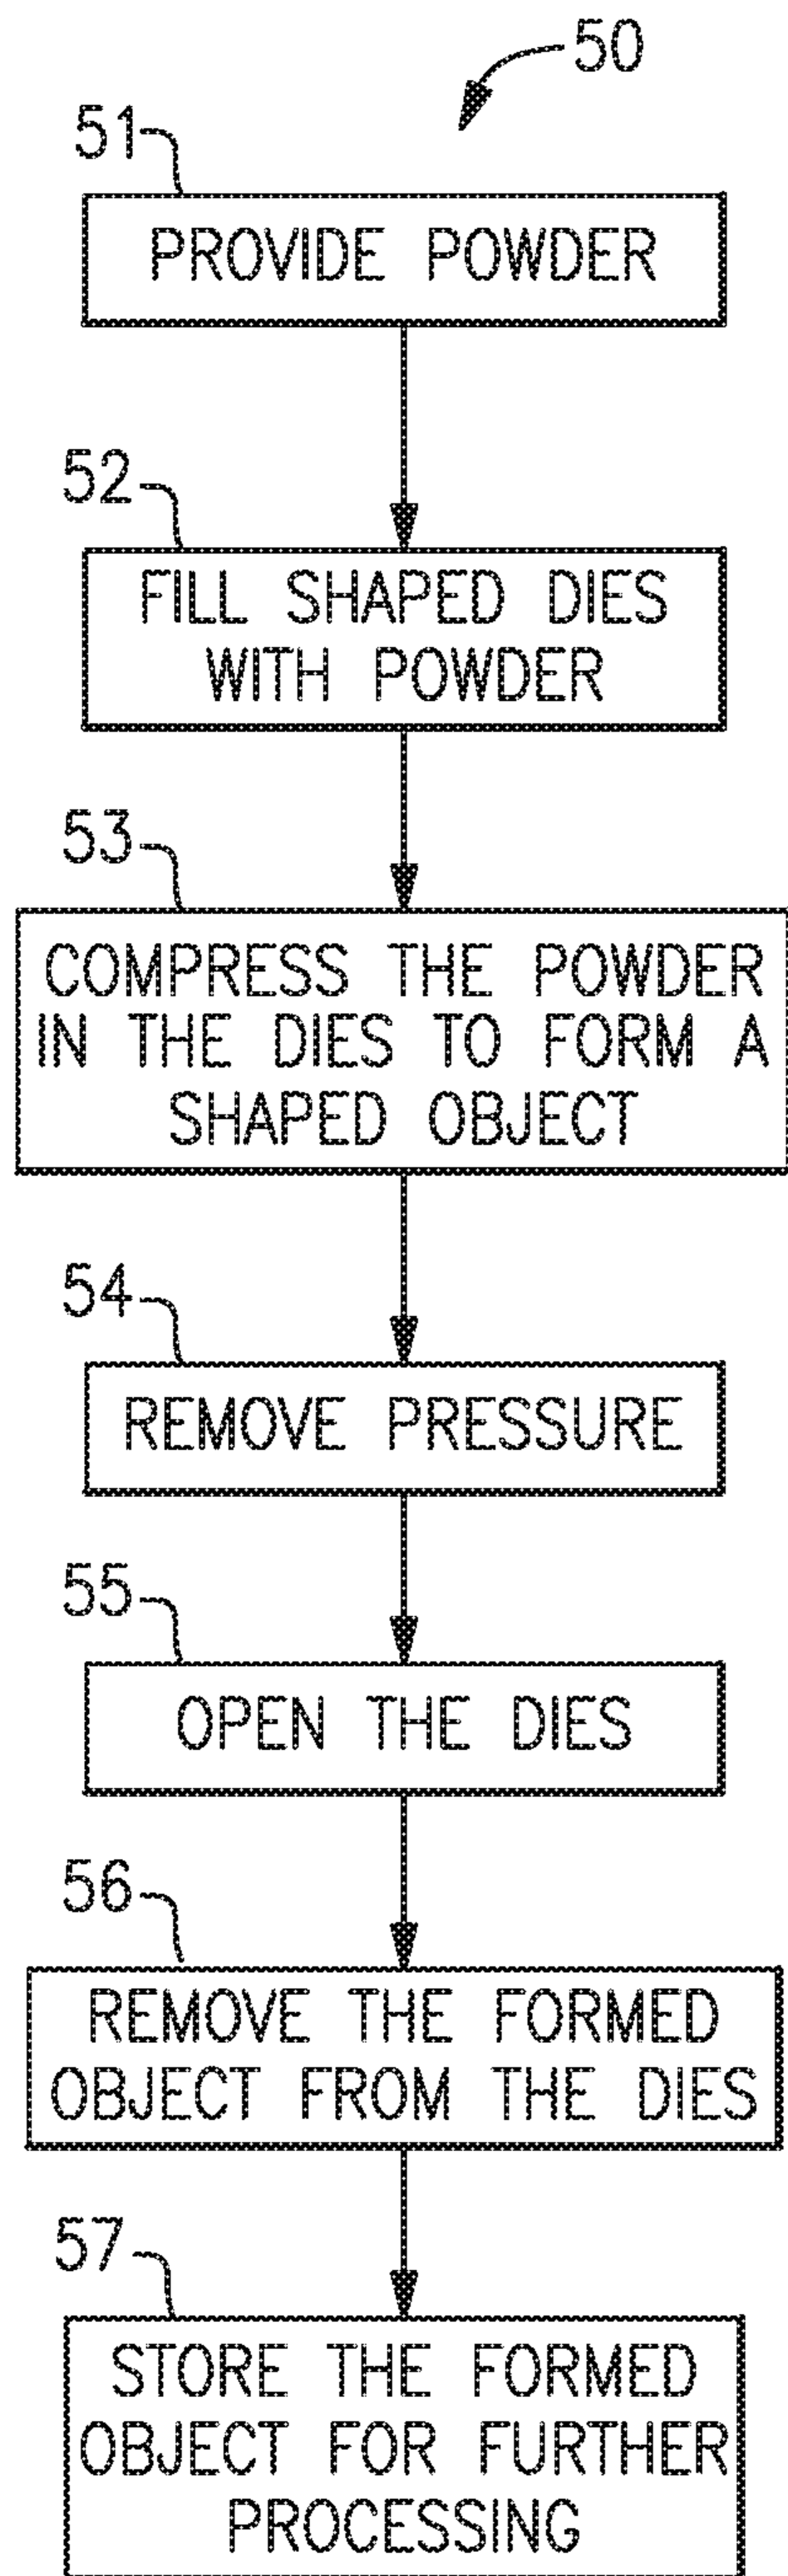 50
51
PROVIDE POWDER
52
FILL SHAPED DIES
WITH POWDER
53
COMPRESS THE POWDER
IN THE DIES TO FORM A
SHAPED OBJECT
54
REMOVE PRESSURE
55
OPEN THE DIES
56
REMOVE THE FORMED
OBJECT FROM THE DIES
57
STORE THE FORMED
OBJECT FOR FURTHER
PROCESSING